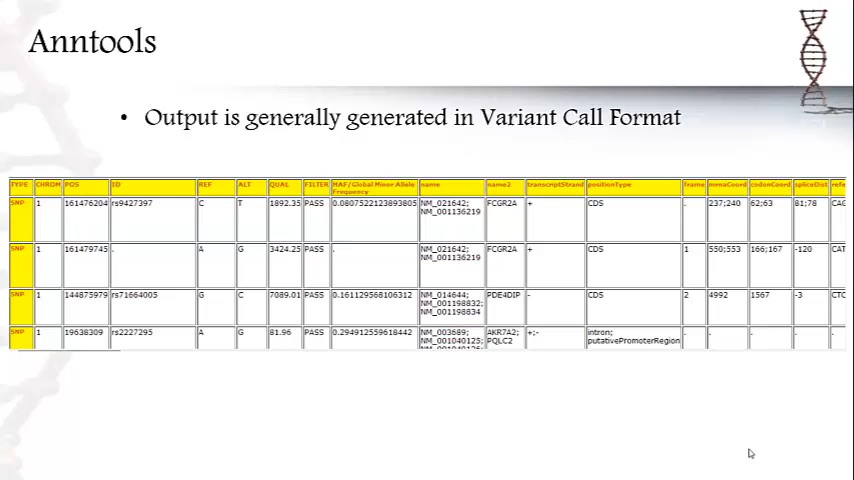 Anntools
• Output is generally generated in Variant Call Format
TYPE CHROM POS ID REF ALT QUAL FILTER MAF/Global Minor Allele Frequency name name2 transcriptStrand positionType frame mrnaCoord codonCoord spliceDist refe
SNP 1 161476204 rs9427397 C T 1892.35 PASS 0.0807522123893805 NM_021642; NM_001136219 FCGR2A + CDS . 237;240 62;63 81;78 CAG
SNP 1 161479745 . A G 3424.25 PASS . NM_021642; NM_001136219 FCGR2A + CDS 1 550;553 166;167 -120 CAT
SNP 1 144875979 rs71664005 G C 7089.01 PASS 0.161129568106312 NM_014644; NM_001198832; NM_001198834 PDE4DIP - CDS 2 4992 1567 -3 CTC
SNP 1 19638309 rs2227295 A G 81.96 PASS 0.294912559618442 NM_003689; NM_001040125; AKR7A2; PQLC2 +;- intron; putativePromoterRegion . . . . .